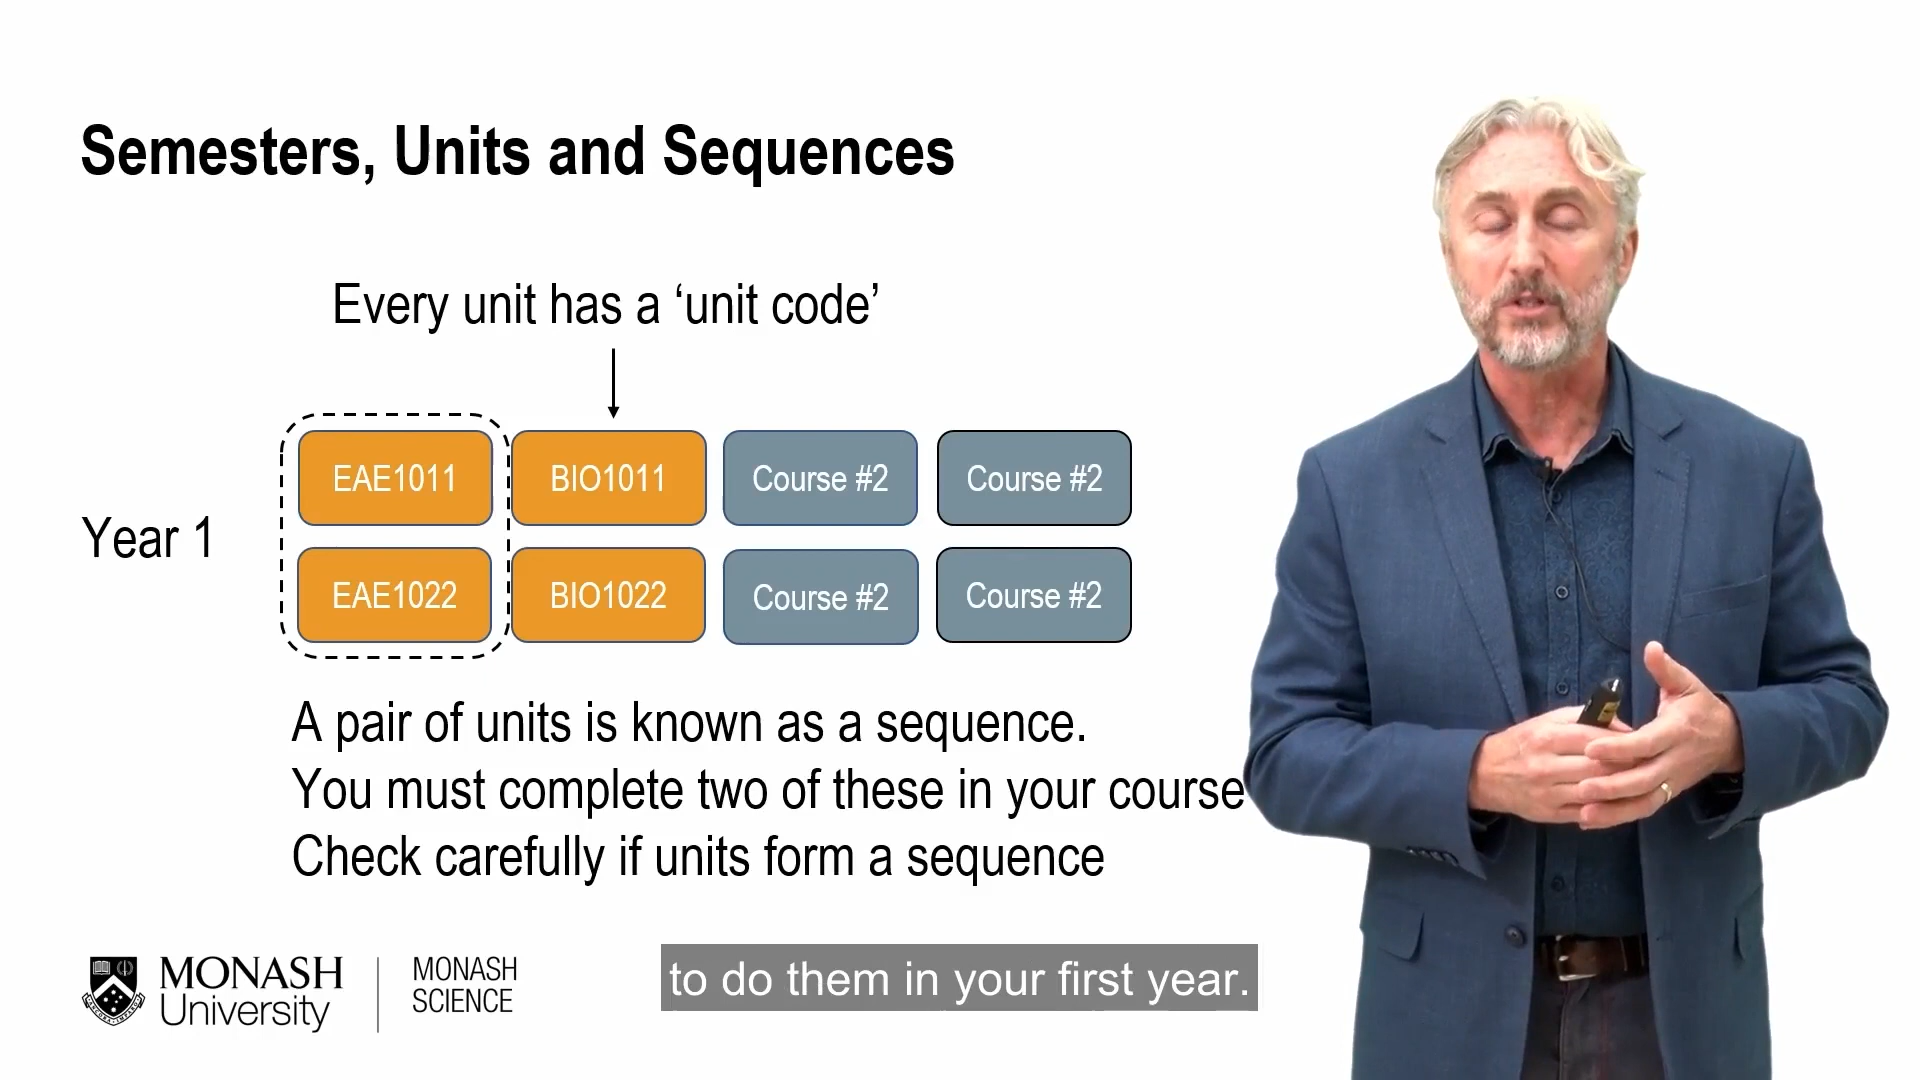 Semesters, Units and Sequences
Every unit has a ‘unit code’
Year 1
EAE1011 BIO1011 Course #2 Course #2
EAE1022 BIO1022 Course #2 Course #2
A pair of units is known as a sequence.
You must complete two of these in your course
Check carefully if units form a sequence
MONASH
University
MONASH
SCIENCE
to do them in your first year.